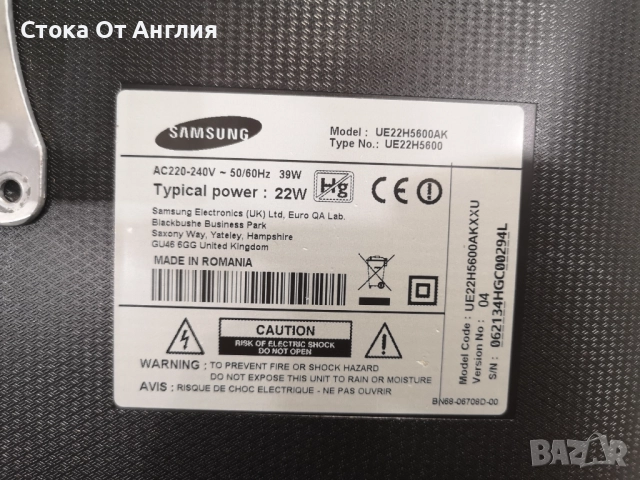 Стока От Англия
SAMSUNG
Model : UE22H5600AK
Type No.: UE22H5600
AC220-240V ~ 50/60Hz 39W
Typical power : 22W
Hg
CE
Samsung Electronics (UK) Ltd, Euro QA Lab.
Blackbushe Business Park
Saxony Way, Yateley, Hampshire
GU46 6GG United Kingdom
MADE IN ROMANIA
CAUTION
RISK OF ELECTRIC SHOCK
DO NOT OPEN
WARNING : TO PREVENT FIRE OR SHOCK HAZARD
DO NOT EXPOSE THIS UNIT TO RAIN OR MOISTURE
AVIS : RISQUE DE CHOC ELECTRIQUE - NE PAS OUVRIR
Model Code : UE22H5600AKXXU
Version No : 04
S/N : 062134HGC00294L
BN68-06706D-00
BAZAR